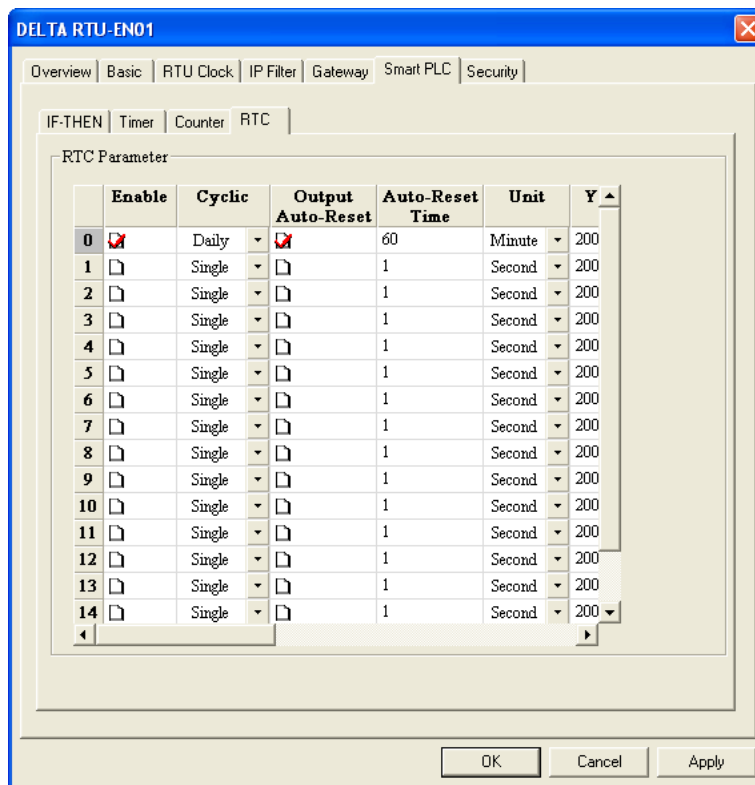 DELTA RTU-EN01
Overview Basic RTU Clock IP Filter Gateway Smart PLC Security
IF-THEN Timer Counter RTC
RTC Parameter
Enable Cyclic Output Auto-Reset Auto-Reset Time Unit Y
0 Daily 60 Minute 200
1 Single 1 Second 200
2 Single 1 Second 200
3 Single 1 Second 200
4 Single 1 Second 200
5 Single 1 Second 200
6 Single 1 Second 200
7 Single 1 Second 200
8 Single 1 Second 200
9 Single 1 Second 200
10 Single 1 Second 200
11 Single 1 Second 200
12 Single 1 Second 200
13 Single 1 Second 200
14 Single 1 Second 200
OK Cancel Apply